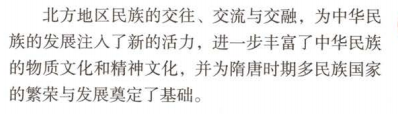 北方地区民族的交往、交流与交融，为中华民
族的发展注入了新的活力，进一步丰富了中华民族
的物质文化和精神文化，并为隋唐时期多民族国家
的繁荣与发展奠定了基础。